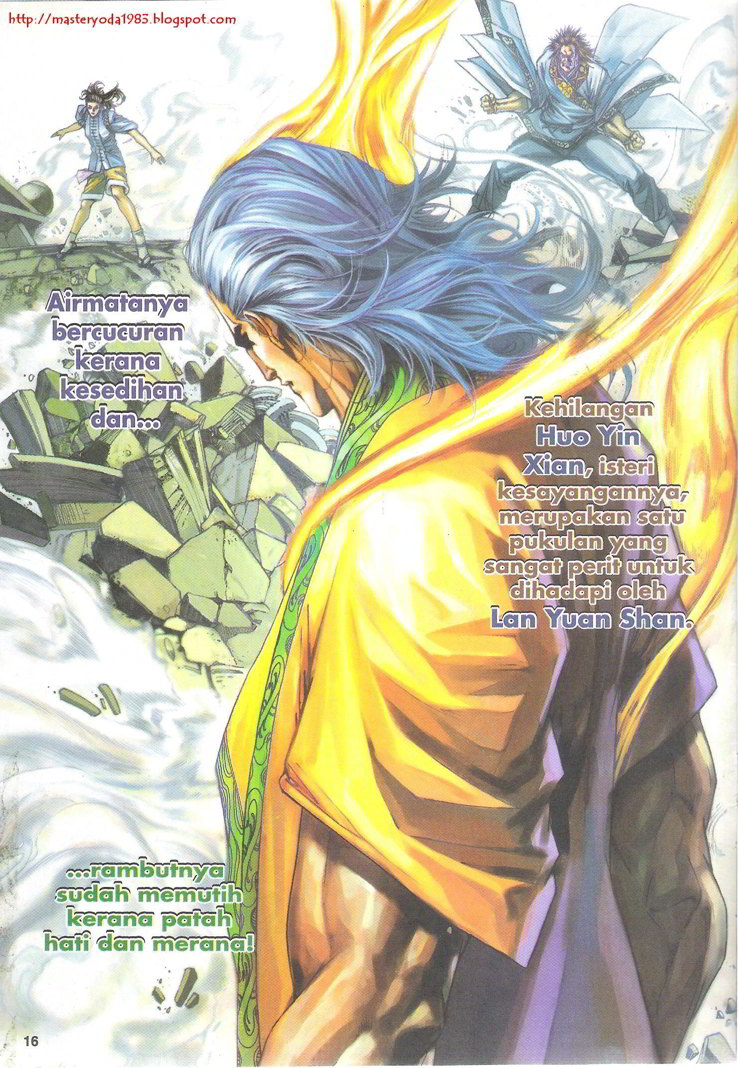 http://masteryoda1983.blogspot.com
Airmatanya
bercucuran
kerana
kesedihan
dan...
Kehilangan
Huo Yin
Xian, isteri
kesayangannya,
merupakan satu
pukulan yang
sangat perit untuk
dihadapi oleh
Lan Yuan Shan.
...rambutnya
sudah memutih
kerana patah
hati dan merana!
16